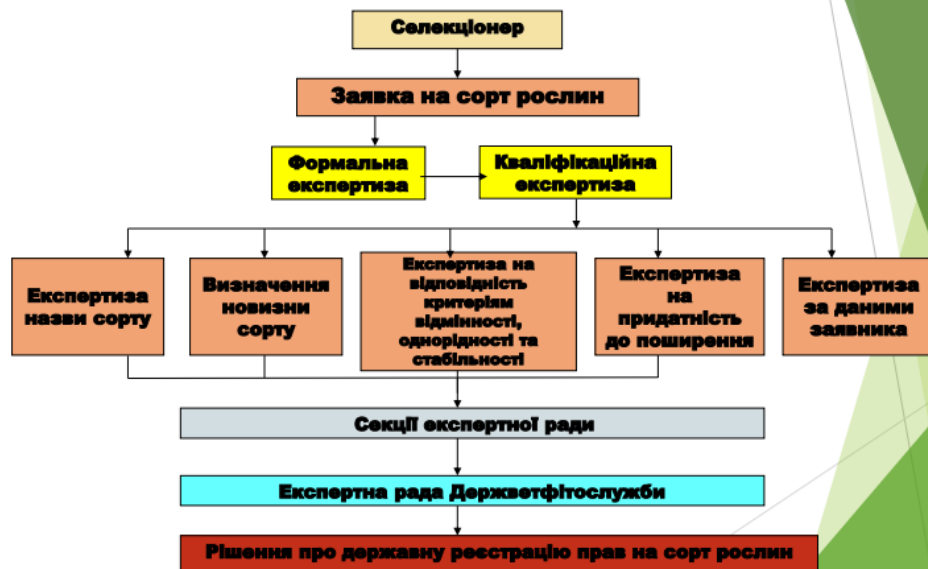 Селекціонер
Заявка на сорт рослин
Формальна
експертиза
Кваліфікаційна
експертиза
Експертиза
назви сорту
Визначення
новизни
сорту
Експертиза на
відповідність
критеріям
відмінності,
однорідності та
стабільності
Експертиза
на
придатність
до поширення
Експертиза
за даними
заявника
Секції експертної ради
Експертна рада Держветфітослужби
Рішення про державну реєстрацію прав на сорт рослин